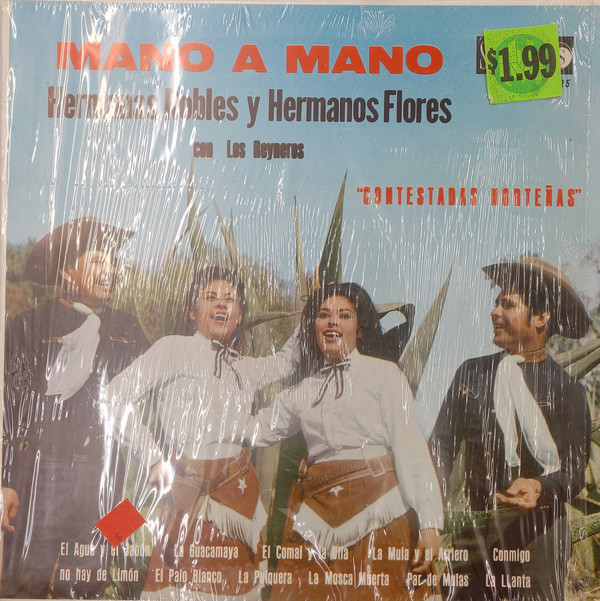 MANO A MANO
$1.99
Hermanas Robles y Hermanos Flores
25
con Los Reyneros
"CONTESTADAS NORTEÑAS"
El Agua y el Jabón La Guacamaya El Comal y la Olla La Mula y el Arriero Conmigo
no hay de Limón El Palo Blanco La Pulquera La Mosca Muerta Par de Mulas La Llanta